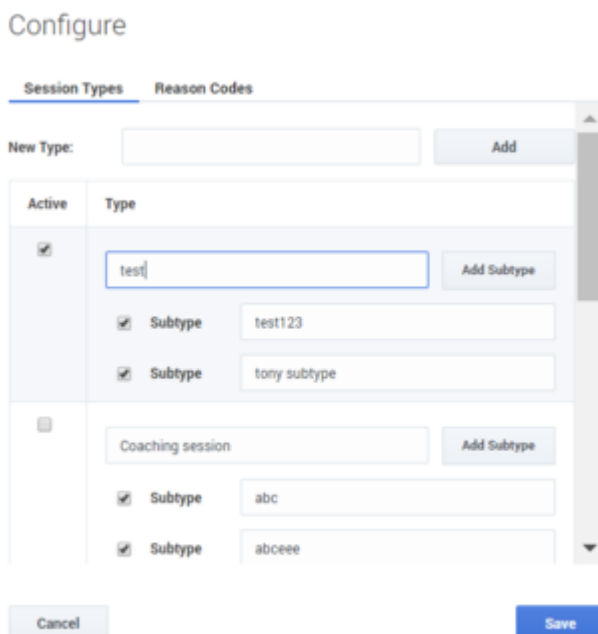 Configure
Session Types Reason Codes
New Type: Add
Active Type
test Add Subtype
Subtype test123
Subtype tony subtype
Coaching session Add Subtype
Subtype abc
Subtype abceee
Cancel Save